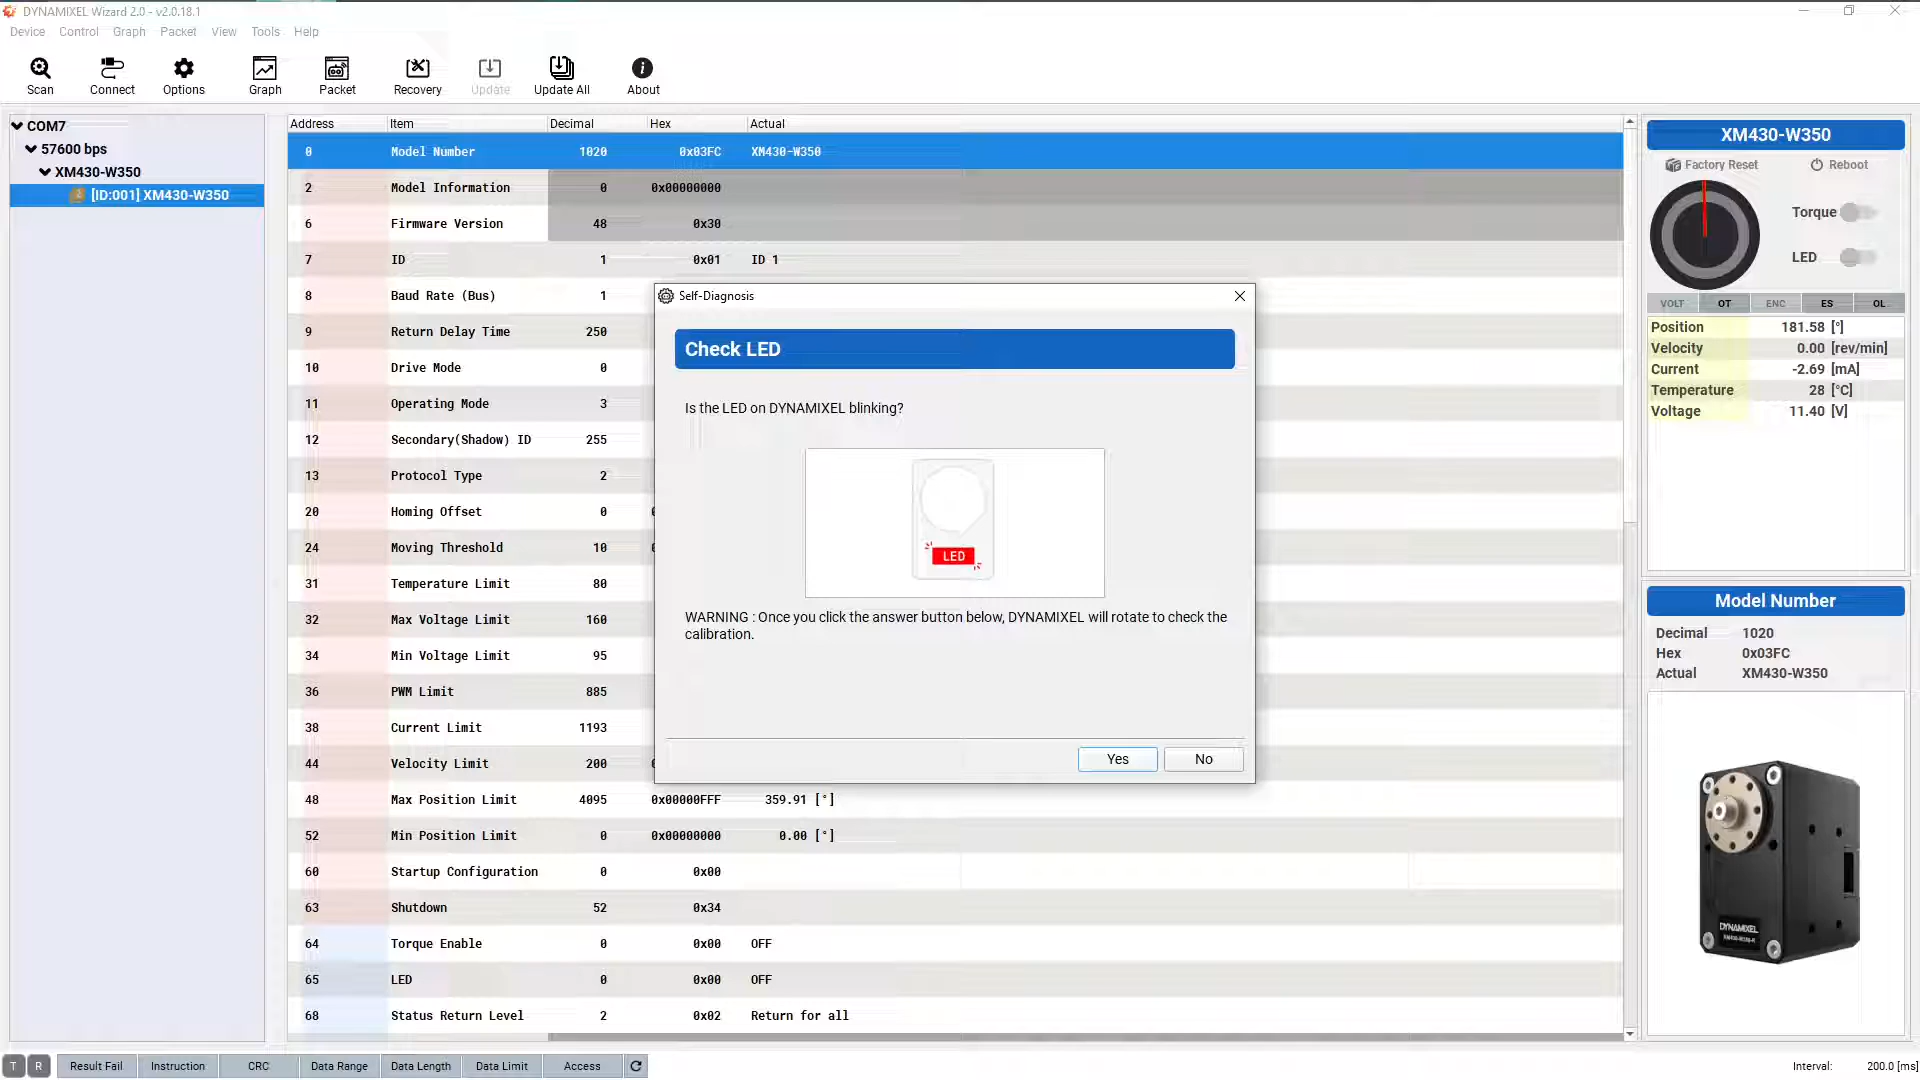 DYNAMIXEL Wizard 2.0 - v2.0.18.1
Device Control Graph Packet View Tools Help
Scan Connect Options Graph Packet Recovery Update Update All About
COM7
57600 bps
XM430-W350
[ID:001] XM430-W350
Address Item Decimal Hex Actual
0 Model Number 1020 0x03FC XM430-W350
2 Model Information 0 0x00000000
6 Firmware Version 48 0x30
7 ID 1 0x01 ID 1
8 Baud Rate (Bus) 1
9 Return Delay Time 250
10 Drive Mode 0
11 Operating Mode 3
12 Secondary(Shadow) ID 255
13 Protocol Type 2
20 Homing Offset 0
24 Moving Threshold 10
31 Temperature Limit 80
32 Max Voltage Limit 160
34 Min Voltage Limit 95
36 PWM Limit 885
38 Current Limit 1193
44 Velocity Limit 200
48 Max Position Limit 4095 0x00000FFF 359.91 [°]
52 Min Position Limit 0 0x00000000 0.00 [°]
60 Startup Configuration 0 0x00
63 Shutdown 52 0x34
64 Torque Enable 0 0x00 OFF
65 LED 0 0x00 OFF
68 Status Return Level 2 0x02 Return for all
Self-Diagnosis
Check LED
Is the LED on DYNAMIXEL blinking?
LED
WARNING : Once you click the answer button below, DYNAMIXEL will rotate to check the
calibration.
Yes No
XM430-W350
Factory Reset Reboot
Torque
LED
VOLT OT ENC ES OL
Position 181.58 [°]
Velocity 0.00 [rev/min]
Current -2.69 [mA]
Temperature 28 [°C]
Voltage 11.40 [V]
Model Number
Decimal 1020
Hex 0x03FC
Actual XM430-W350
DYNAMIXEL
XM430-W350-R
T R Result Fail Instruction CRC Data Range Data Length Data Limit Access
Interval: 200.0 [ms]